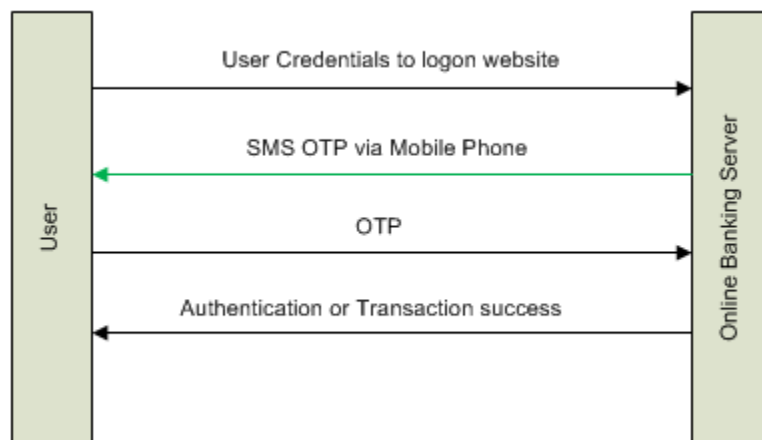 User Credentials to logon website
SMS OTP via Mobile Phone
OTP
Authentication or Transaction success
User
Online Banking Server